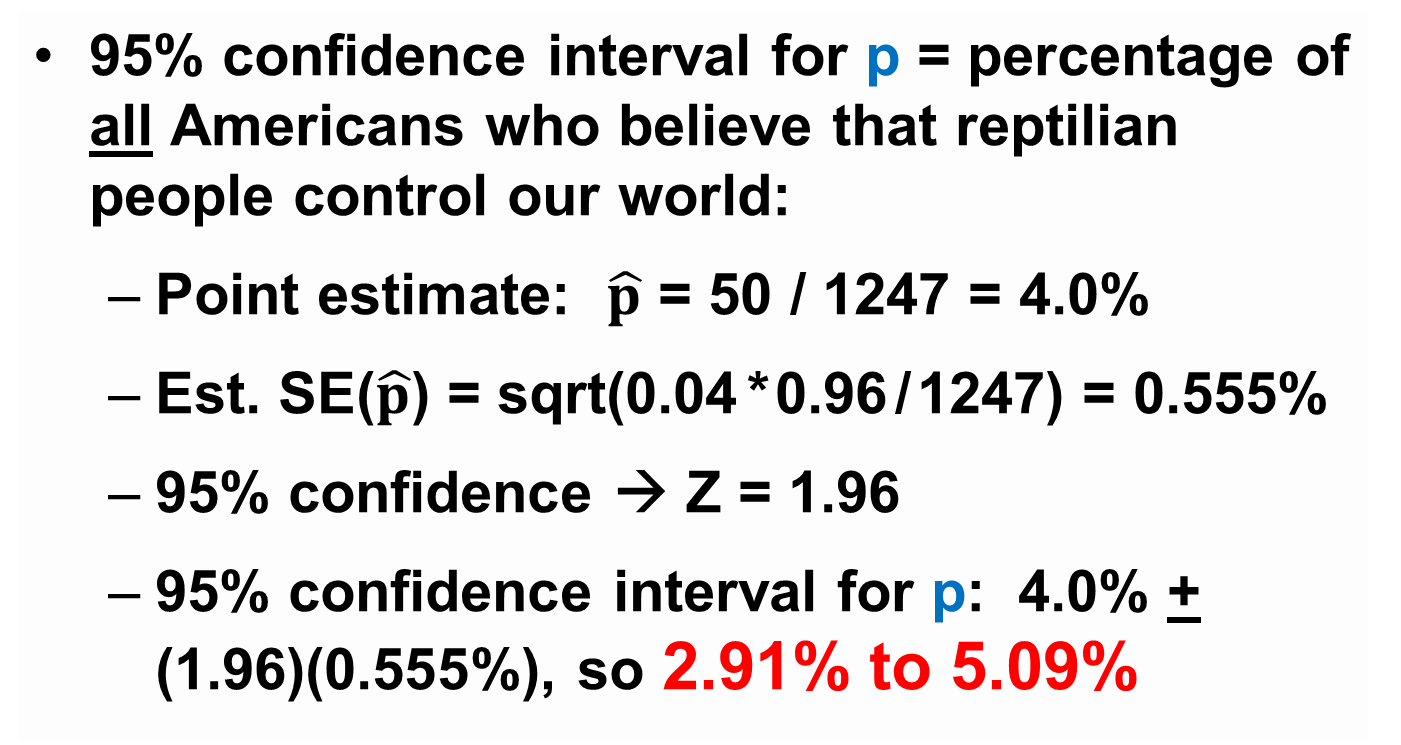 • 95% confidence interval for p = percentage of
all Americans who believe that reptilian
people control our world:
– Point estimate: p̂ = 50 / 1247 = 4.0%
– Est. SE(p̂) = sqrt(0.04*0.96/1247) = 0.555%
– 95% confidence → Z = 1.96
– 95% confidence interval for p: 4.0% ±
(1.96)(0.555%), so 2.91% to 5.09%